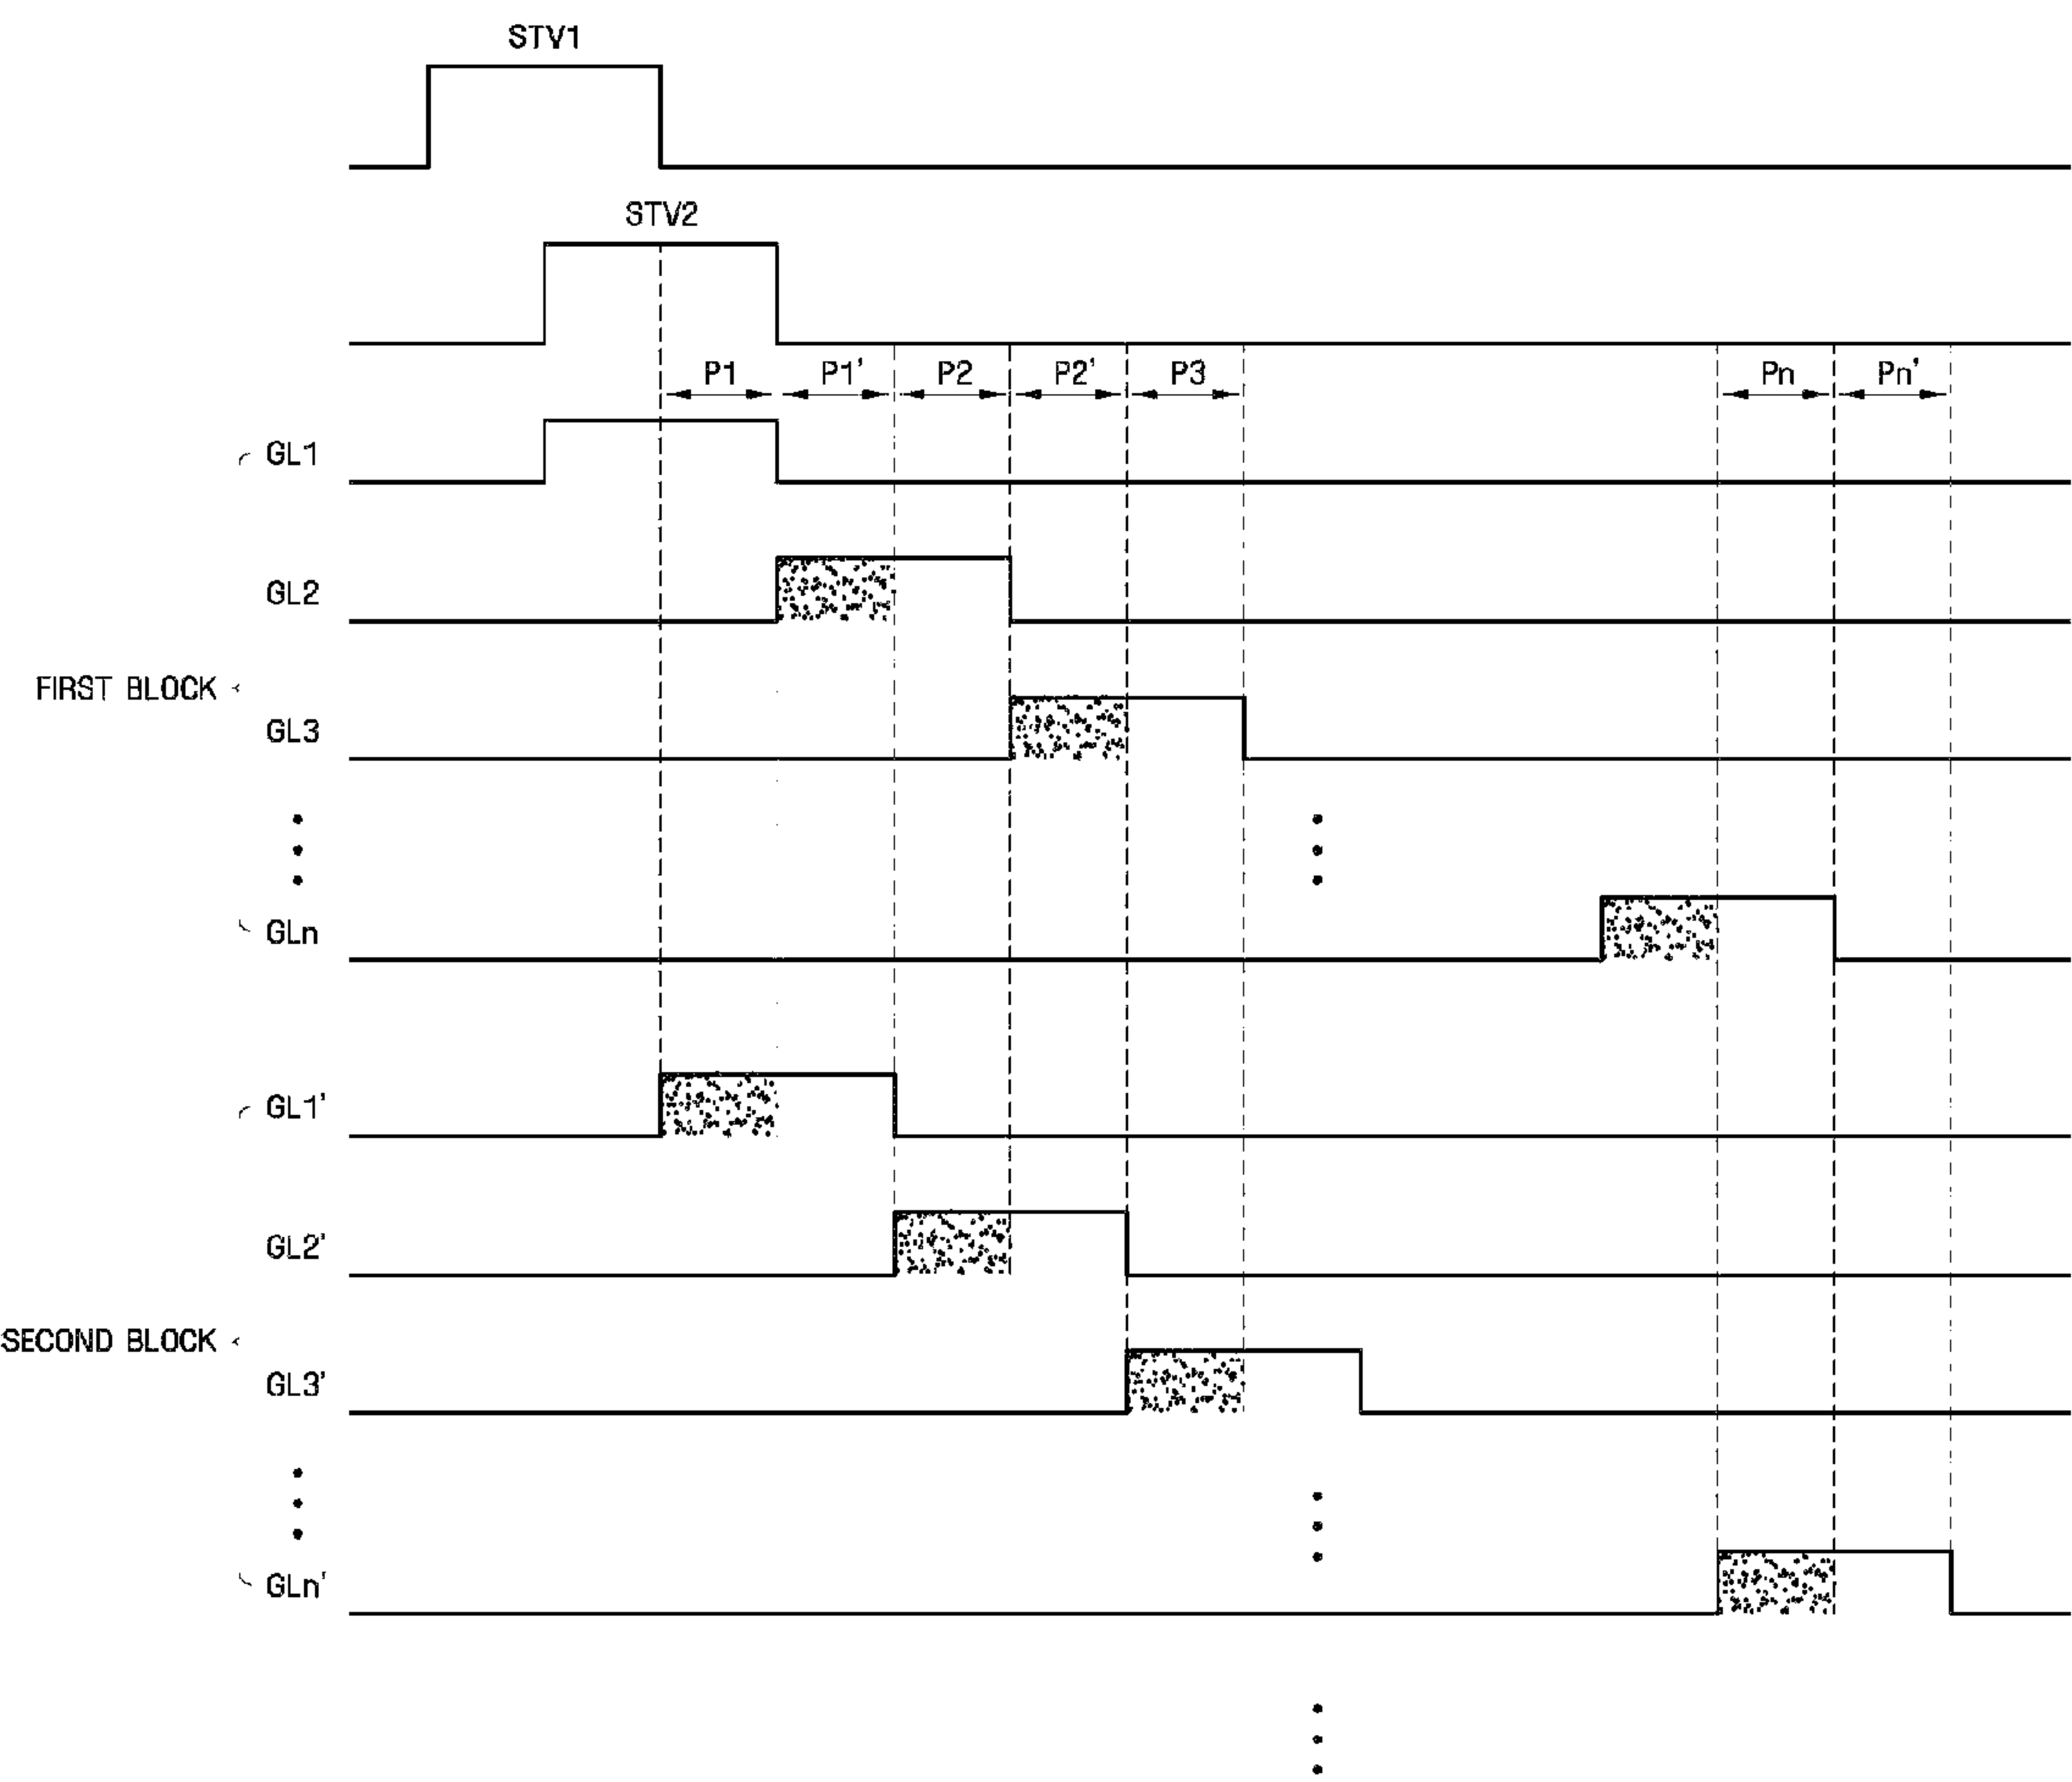 STV1
STV2
P1 P1' P2 P2' P3 Pn Pn'
GL1
GL2
FIRST BLOCK
GL3
GLn
GL1'
GL2'
SECOND BLOCK
GL3'
GLn'